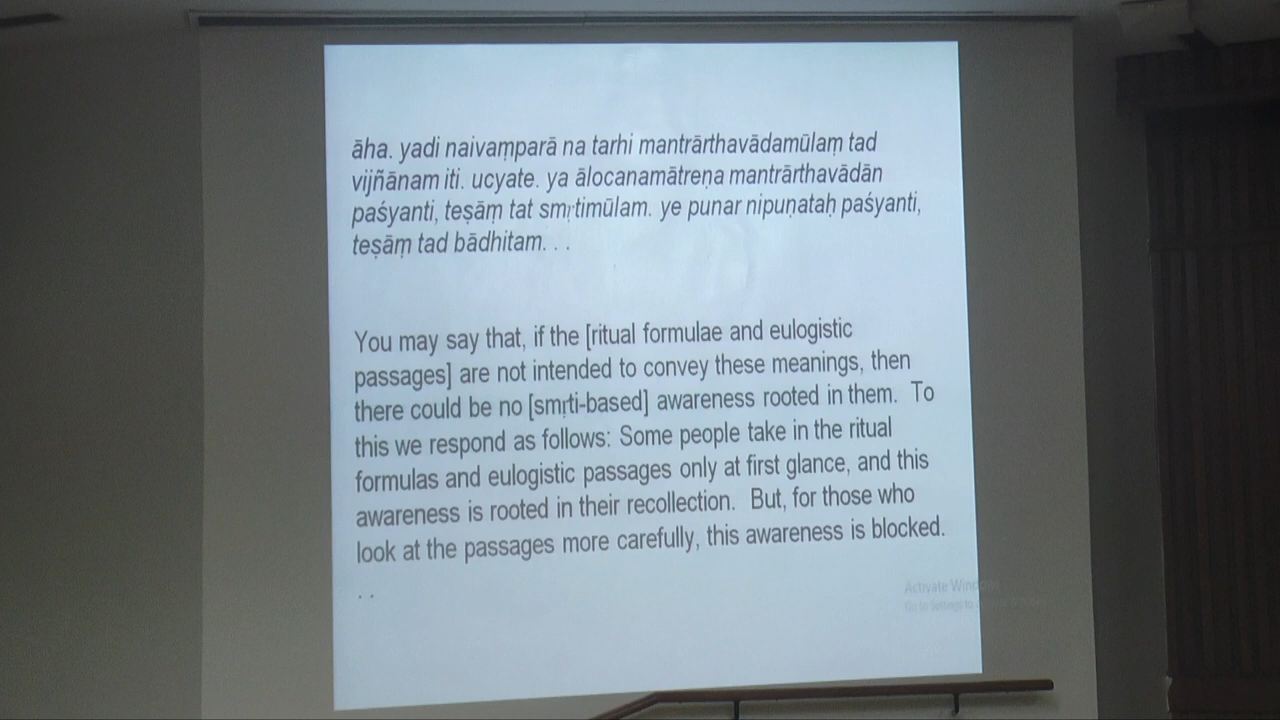 āha. yadi naivaṃparā na tarhi mantrārthavādamūlaṃ tad
vijñānam iti. ucyate. ya ālocanamātreṇa mantrārthavādān
paśyanti, teṣāṃ tat smṛtimūlam. ye punar nipuṇataḥ paśyanti,
teṣāṃ tad bādhitam. . .
You may say that, if the [ritual formulae and eulogistic
passages] are not intended to convey these meanings, then
there could be no [smṛti-based] awareness rooted in them. To
this we respond as follows: Some people take in the ritual
formulas and eulogistic passages only at first glance, and this
awareness is rooted in their recollection. But, for those who
look at the passages more carefully, this awareness is blocked.
. .
Activate Windows
Go to Settings to